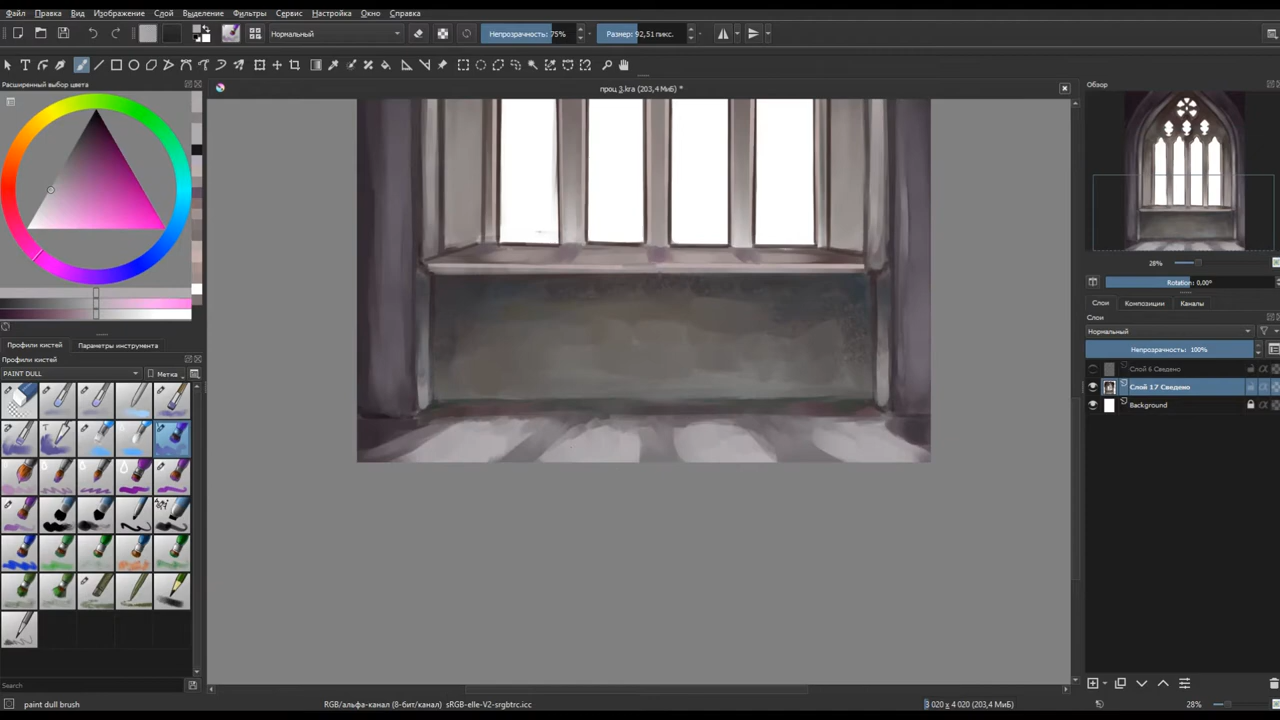 Файл Правка Вид Изображение Слой Выделение Фильтры Сервис Настройка Окно Справка
Нормальный Непрозрачность: 75% Размер: 92,51 пикс.
Расширенный выбор цвета
проц 3.kra (203,4 МиБ) *
Обзор
28%
Rotation: 0,00°
Слои Композиции Каналы
Слои
Нормальный
Непрозрачность: 100%
Слой 6 Сведено
Слой 17 Сведено
Background
Профили кистей Параметры инструмента
Профили кистей
PAINT DULL Метка
Search
paint dull brush RGB/альфа-канал (8-бит/канал) sRGB-elle-V2-srgbtrc.icc 3 020 x 4 020 (203,4 МиБ) 28%